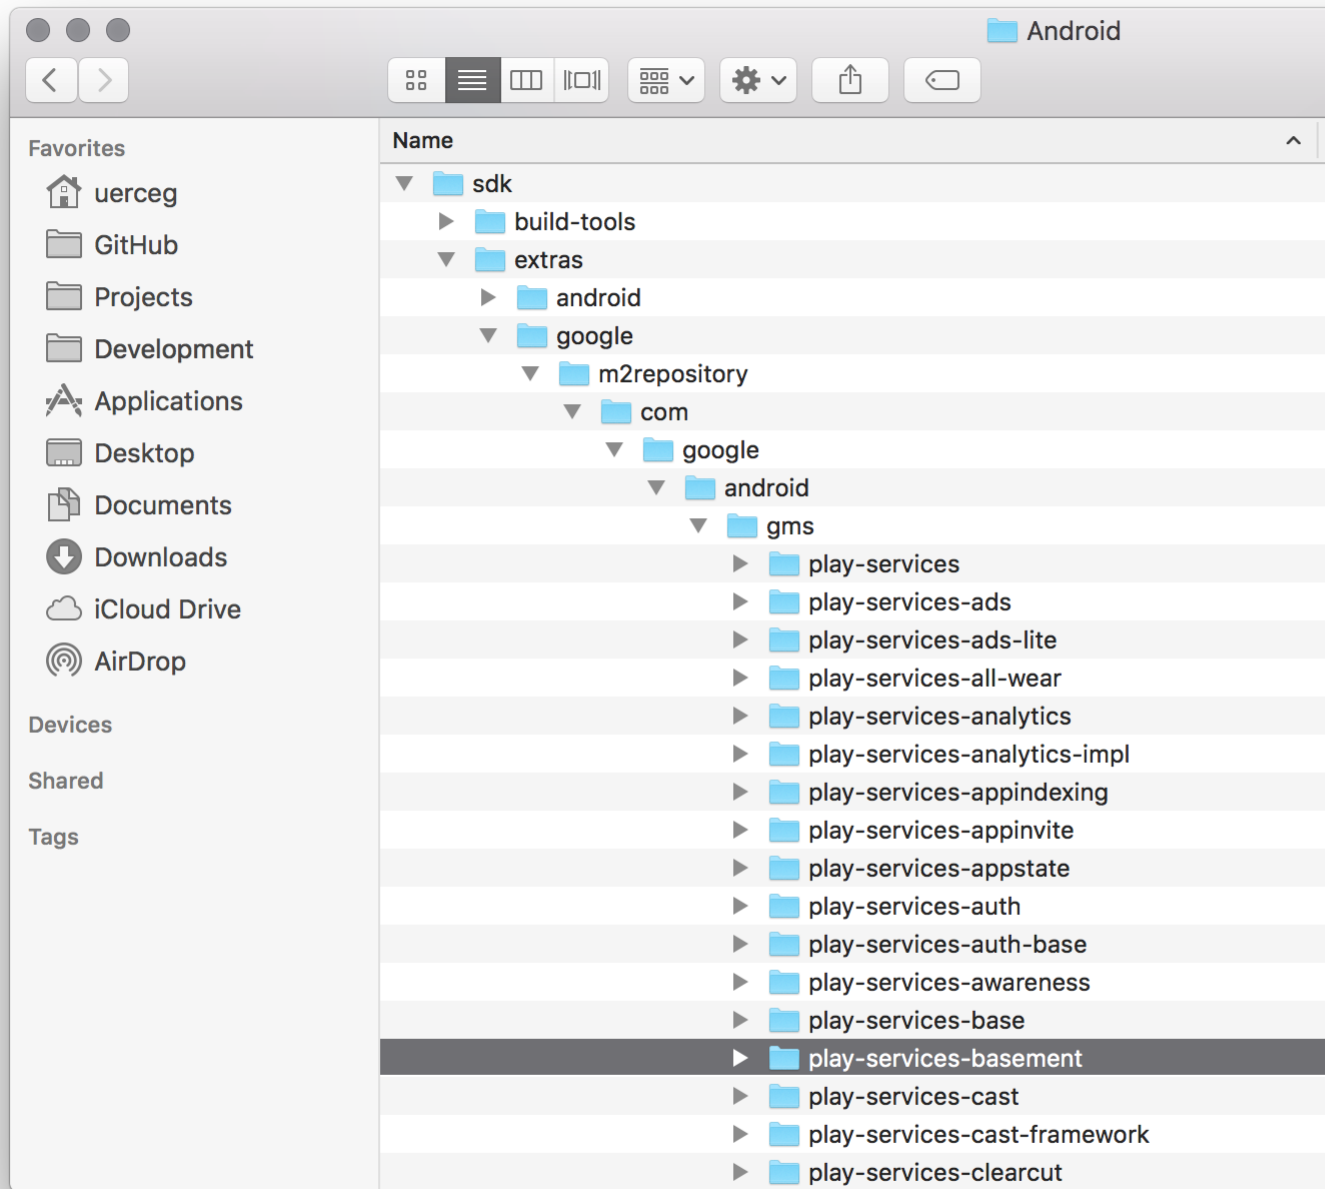 Android
Favorites
uerceg
GitHub
Projects
Development
Applications
Desktop
Documents
Downloads
iCloud Drive
AirDrop
Devices
Shared
Tags
Name
sdk
build-tools
extras
android
google
m2repository
com
google
android
gms
play-services
play-services-ads
play-services-ads-lite
play-services-all-wear
play-services-analytics
play-services-analytics-impl
play-services-appindexing
play-services-appinvite
play-services-appstate
play-services-auth
play-services-auth-base
play-services-awareness
play-services-base
play-services-basement
play-services-cast
play-services-cast-framework
play-services-clearcut